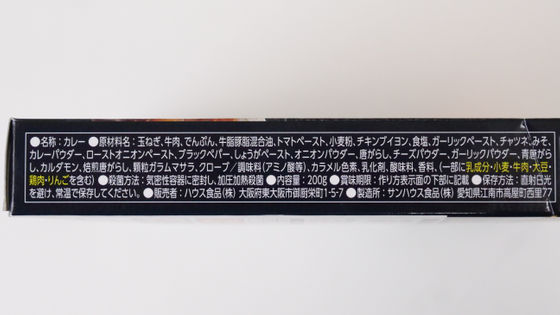 ●名称：カレー ●原材料名：玉ねぎ、牛肉、でんぷん、牛脂豚脂混合油、トマトペースト、小麦粉、チキンブイヨン、食塩、ガーリックペースト、チャツネ、みそ、
カレーパウダー、ローストオニオンペースト、ブラックペパー、しょうがペースト、オニオンパウダー、唐がらし、チーズパウダー、ガーリックパウダー、青唐がら
し、カルダモン、焙煎唐がらし、顆粒ガラムマサラ、クローブ／調味料（アミノ酸等）、カラメル色素、乳化剤、酸味料、香料、（一部に乳成分・小麦・牛肉・大豆・
鶏肉・りんごを含む） ●殺菌方法：気密性容器に密封し、加圧加熱殺菌 ●内容量：200g ●賞味期限：作り方表示面の下部に記載 ●保存方法：直射日光
を避け、常温で保存してください。 ●販売者：ハウス食品（株） 大阪府東大阪市御厨栄町1-5-7 ●製造所：サンハウス食品（株） 愛知県江南市高屋町西里77